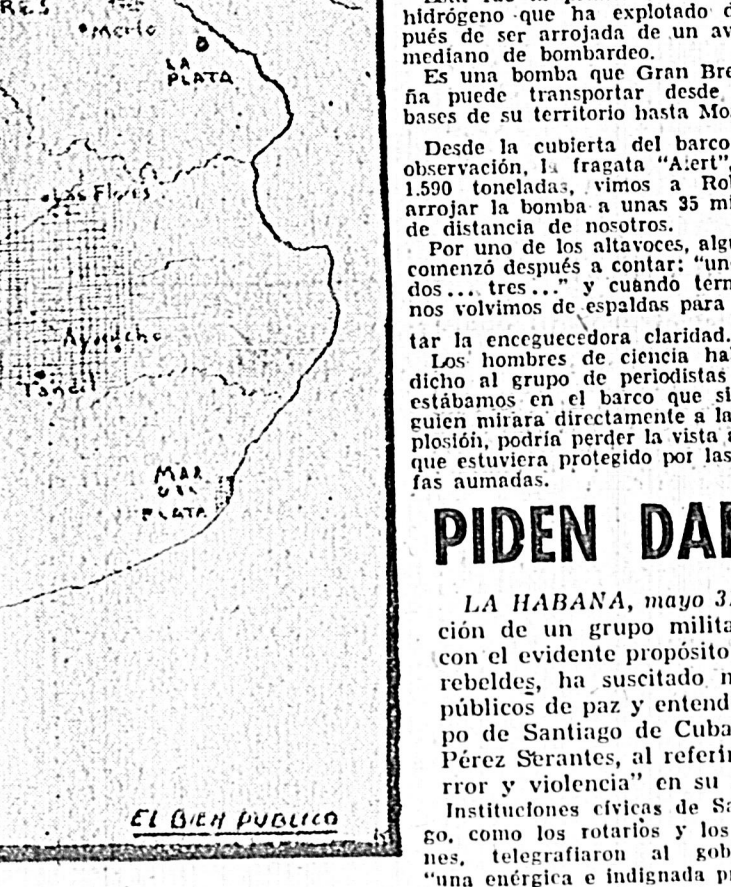 RES
Merlo
LA
PLATA
Las Flores
Ayacucho
Tandil
MAR
DEL
PLATA
EL BIEN PUBLICO
hidrógeno que ha explotado d
pués de ser arrojada de un av
mediano de bombardeo.
Es una bomba que Gran Bre
ña puede transportar desde
bases de su territorio hasta Mo
Desde la cubierta del barco
observación, la fragata "Alert",
1.590 toneladas, vimos a Rol
arrojar la bomba a unas 35 mi
de distancia de nosotros.
Por uno de los altavoces, algu
comenzó después a contar: "un
dos... tres..." y cuando term
nos volvimos de espaldas para
tar la enceguecedora claridad.
Los hombres de ciencia ha
dicho al grupo de periodistas
estábamos en el barco que si
guien mirara directamente a la
plosión, podría perder la vista a
que estuviera protegido por las
fas aumadas.
PIDEN DAR
LA HABANA, mayo 3.
ción de un grupo milita
con el evidente propósito
rebeldes, ha suscitado n
públicos de paz y entend
po de Santiago de Cuba
Pérez Serantes, al referir
rror y violencia" en su
Instituciones cívicas de Sa
go, como los rotarios y los
nes, telegrafiaron al gob
"una enérgica e indignada pr